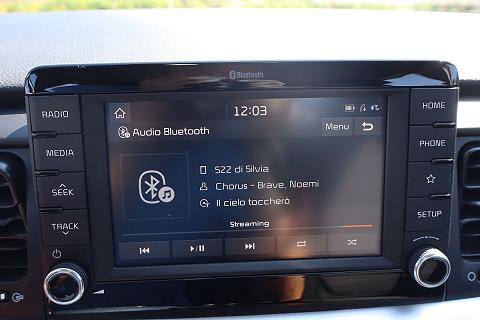 Bluetooth
RADIO
MEDIA
SEEK
TRACK
12:03
Audio Bluetooth
Menu
S22 di Silvia
Chorus - Brave, Noemi
Il cielo toccherò
Streaming
HOME
PHONE
SETUP